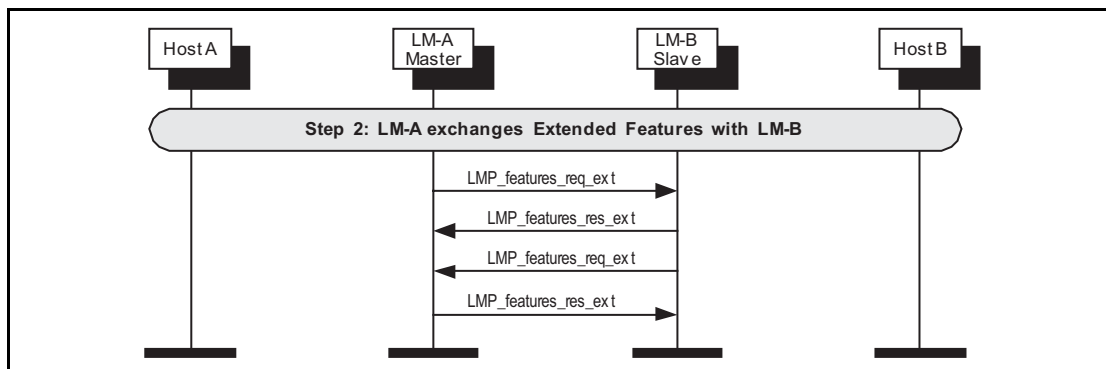 Host A
LM-A
Master
LM-B
Slave
Host B
Step 2: LM-A exchanges Extended Features with LM-B
LMP_features_req_ext
LMP_features_res_ext
LMP_features_req_ext
LMP_features_res_ext